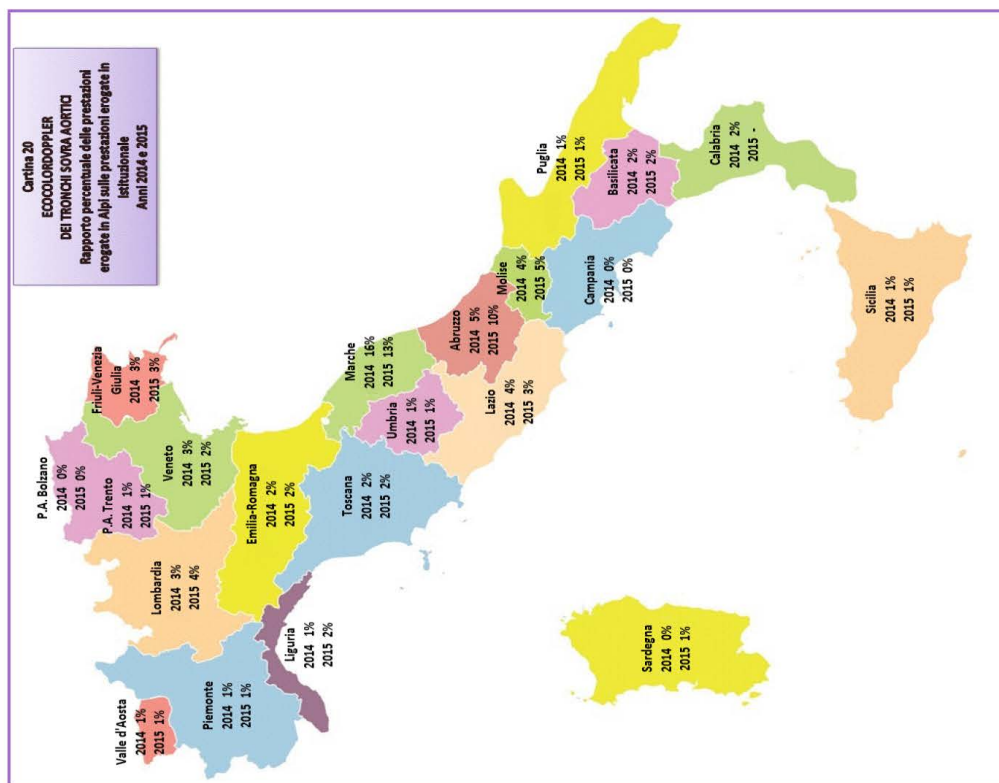 Cartina 20
ECOCOLORDOPPLER
DEI TRONCHI SOVRA AORTICI
Rapporto percentuale delle prestazioni
erogate in Alpi sulle prestazioni erogate in
Istituzionale
Anni 2014 e 2015
Valle d'Aosta
2014 1%
2015 1%
Piemonte
2014 1%
2015 1%
Liguria
2014 1%
2015 2%
Lombardia
2014 3%
2015 4%
P.A. Bolzano
2014 0%
2015 0%
P.A. Trento
2014 1%
2015 1%
Veneto
2014 3%
2015 2%
Friuli-Venezia
Giulia
2014 3%
2015 3%
Emilia-Romagna
2014 2%
2015 2%
Toscana
2014 2%
2015 2%
Umbria
2014 1%
2015 1%
Marche
2014 16%
2015 13%
Lazio
2014 4%
2015 3%
Abruzzo
2014 5%
2015 10%
Molise
2014 4%
2015 5%
Campania
2014 0%
2015 0%
Puglia
2014 1%
2015 1%
Basilicata
2014 2%
2015 2%
Calabria
2014 2%
2015 -
Sicilia
2014 1%
2015 1%
Sardegna
2014 0%
2015 1%